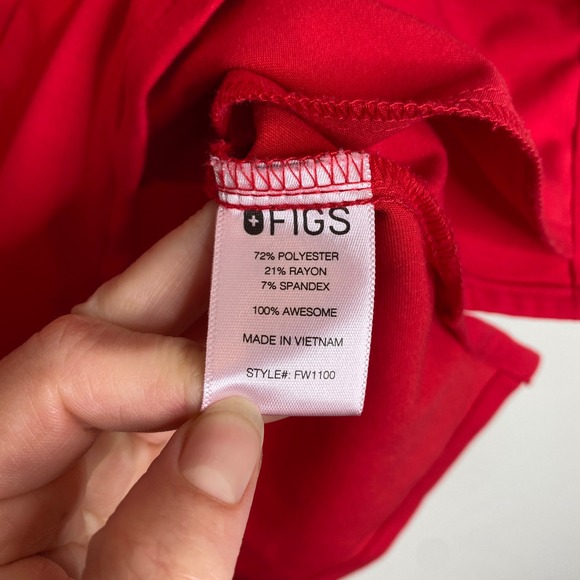 FIGS
72% POLYESTER
21% RAYON
7% SPANDEX
100% AWESOME
MADE IN VIETNAM
STYLE#: FW1100